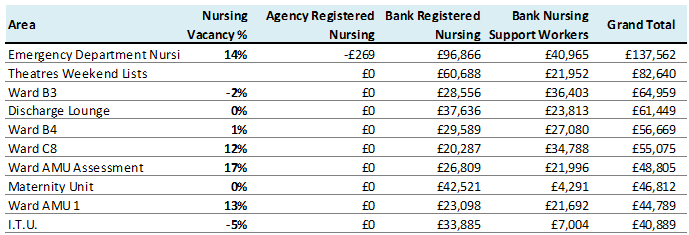 Area Nursing Vacancy % Agency Registered Nursing Bank Registered Nursing Bank Nursing Support Workers Grand Total
Emergency Department Nursi 14% -£269 £96,866 £40,965 £137,562
Theatres Weekend Lists £0 £60,688 £21,952 £82,640
Ward B3 -2% £0 £28,556 £36,403 £64,959
Discharge Lounge 0% £0 £37,636 £23,813 £61,449
Ward B4 1% £0 £29,589 £27,080 £56,669
Ward C8 12% £0 £20,287 £34,788 £55,075
Ward AMU Assessment 17% £0 £26,809 £21,996 £48,805
Maternity Unit 0% £0 £42,521 £4,291 £46,812
Ward AMU 1 13% £0 £23,098 £21,692 £44,789
I.T.U. -5% £0 £33,885 £7,004 £40,889